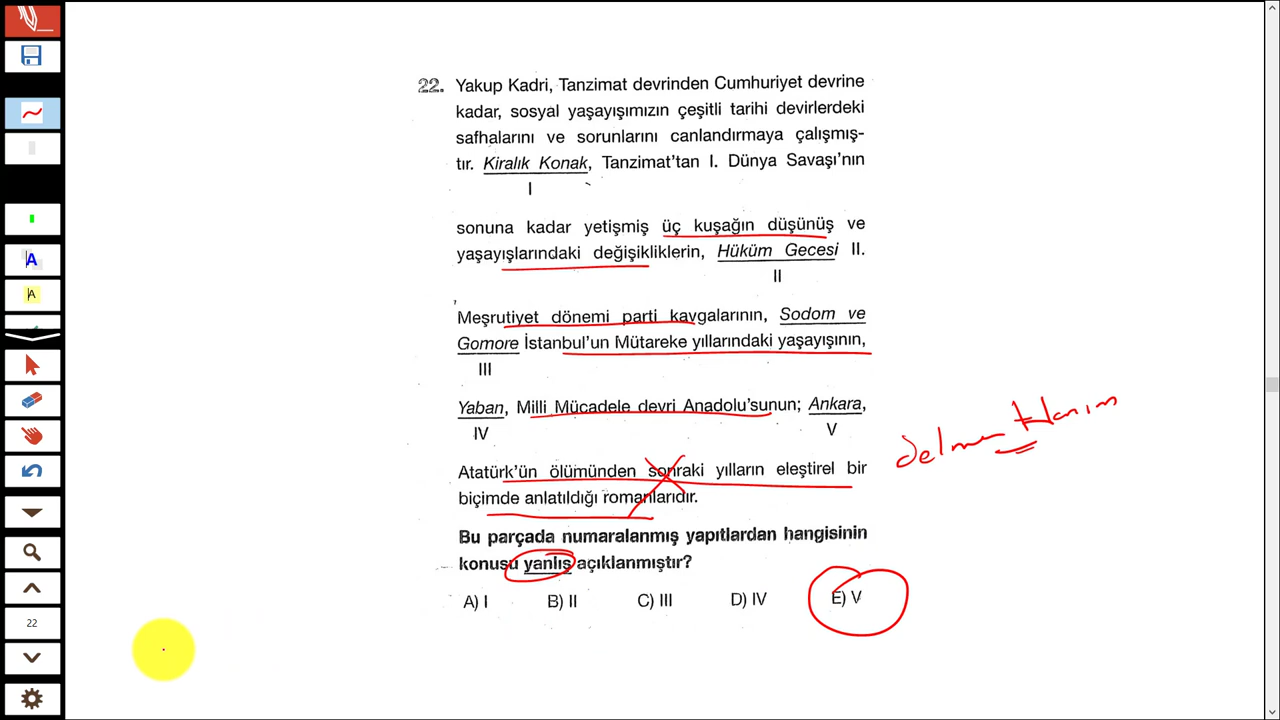 22. Yakup Kadri, Tanzimat devrinden Cumhuriyet devrine
kadar, sosyal yaşayışımızın çeşitli tarihi devirlerdeki
safhalarını ve sorunlarını canlandırmaya çalışmış-
tır. Kiralık Konak, Tanzimat'tan I. Dünya Savaşı'nın
I
sonuna kadar yetişmiş üç kuşağın düşünüş ve
yaşayışlarındaki değişikliklerin, Hüküm Gecesi II.
II
Meşrutiyet dönemi parti kavgalarının, Sodom ve
Gomore İstanbul'un Mütareke yıllarındaki yaşayışının,
III
Yaban, Milli Mücadele devri Anadolu'sunun; Ankara,
IV V
Atatürk'ün ölümünden sonraki yılların eleştirel bir
biçimde anlatıldığı romanlarıdır.
Bu parçada numaralanmış yapıtlardan hangisinin
konusu yanlış açıklanmıştır?
A) I B) II C) III D) IV E) V
Hanım
A
A
22